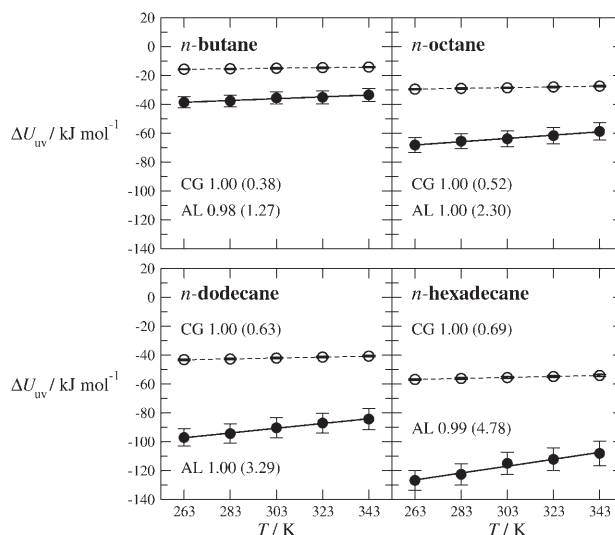 20
0
-20
-40
-60
-80
-100
-120
-140
ΔU_uv / kJ mol⁻¹
n-butane
CG 1.00 (0.38)
AL 0.98 (1.27)
n-octane
CG 1.00 (0.52)
AL 1.00 (2.30)
20
0
-20
-40
-60
-80
-100
-120
-140
ΔU_uv / kJ mol⁻¹
n-dodecane
CG 1.00 (0.63)
AL 1.00 (3.29)
n-hexadecane
CG 1.00 (0.69)
AL 0.99 (4.78)
263 283 303 323 343 263 283 303 323 343
T / K T / K